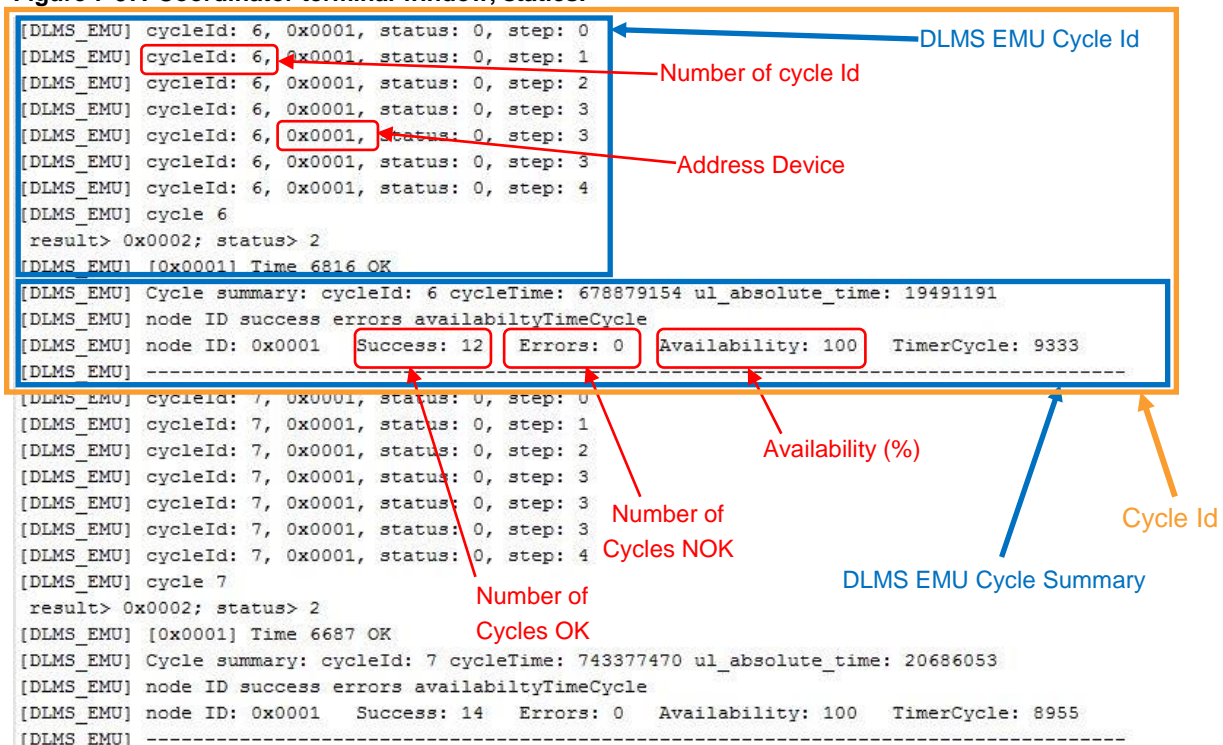 Figure 7-5.1 Coordinator terminal window, statics.
[DLMS_EMU] cycleId: 6, 0x0001, status: 0, step: 0
DLMS EMU Cycle Id
[DLMS_EMU] cycleId: 6, 0x0001, status: 0, step: 1
Number of cycle Id
[DLMS_EMU] cycleId: 6, 0x0001, status: 0, step: 2
[DLMS_EMU] cycleId: 6, 0x0001, status: 0, step: 3
[DLMS_EMU] cycleId: 6, 0x0001, status: 0, step: 3
Address Device
[DLMS_EMU] cycleId: 6, 0x0001, status: 0, step: 3
[DLMS_EMU] cycleId: 6, 0x0001, status: 0, step: 4
[DLMS_EMU] cycle 6
result> 0x0002; status> 2
[DLMS_EMU] [0x0001] Time 6816 OK
[DLMS_EMU] Cycle summary: cycleId: 6 cycleTime: 678879154 ul_absolute_time: 19491191
[DLMS_EMU] node ID success errors availabiltyTimeCycle
[DLMS_EMU] node ID: 0x0001 Success: 12 Errors: 0 Availability: 100 TimerCycle: 9333
[DLMS_EMU] --------------------------------------------------------------------------------
[DLMS_EMU] cycleId: 7, 0x0001, status: 0, step: 0
[DLMS_EMU] cycleId: 7, 0x0001, status: 0, step: 1
Availability (%)
[DLMS_EMU] cycleId: 7, 0x0001, status: 0, step: 2
[DLMS_EMU] cycleId: 7, 0x0001, status: 0, step: 3
[DLMS_EMU] cycleId: 7, 0x0001, status: 0, step: 3
Number of
Cycles NOK
Cycle Id
[DLMS_EMU] cycleId: 7, 0x0001, status: 0, step: 3
[DLMS_EMU] cycleId: 7, 0x0001, status: 0, step: 4
DLMS EMU Cycle Summary
[DLMS_EMU] cycle 7
Number of
Cycles OK
result> 0x0002; status> 2
[DLMS_EMU] [0x0001] Time 6687 OK
[DLMS_EMU] Cycle summary: cycleId: 7 cycleTime: 743377470 ul_absolute_time: 20686053
[DLMS_EMU] node ID success errors availabiltyTimeCycle
[DLMS_EMU] node ID: 0x0001 Success: 14 Errors: 0 Availability: 100 TimerCycle: 8955
[DLMS_EMU] --------------------------------------------------------------------------------